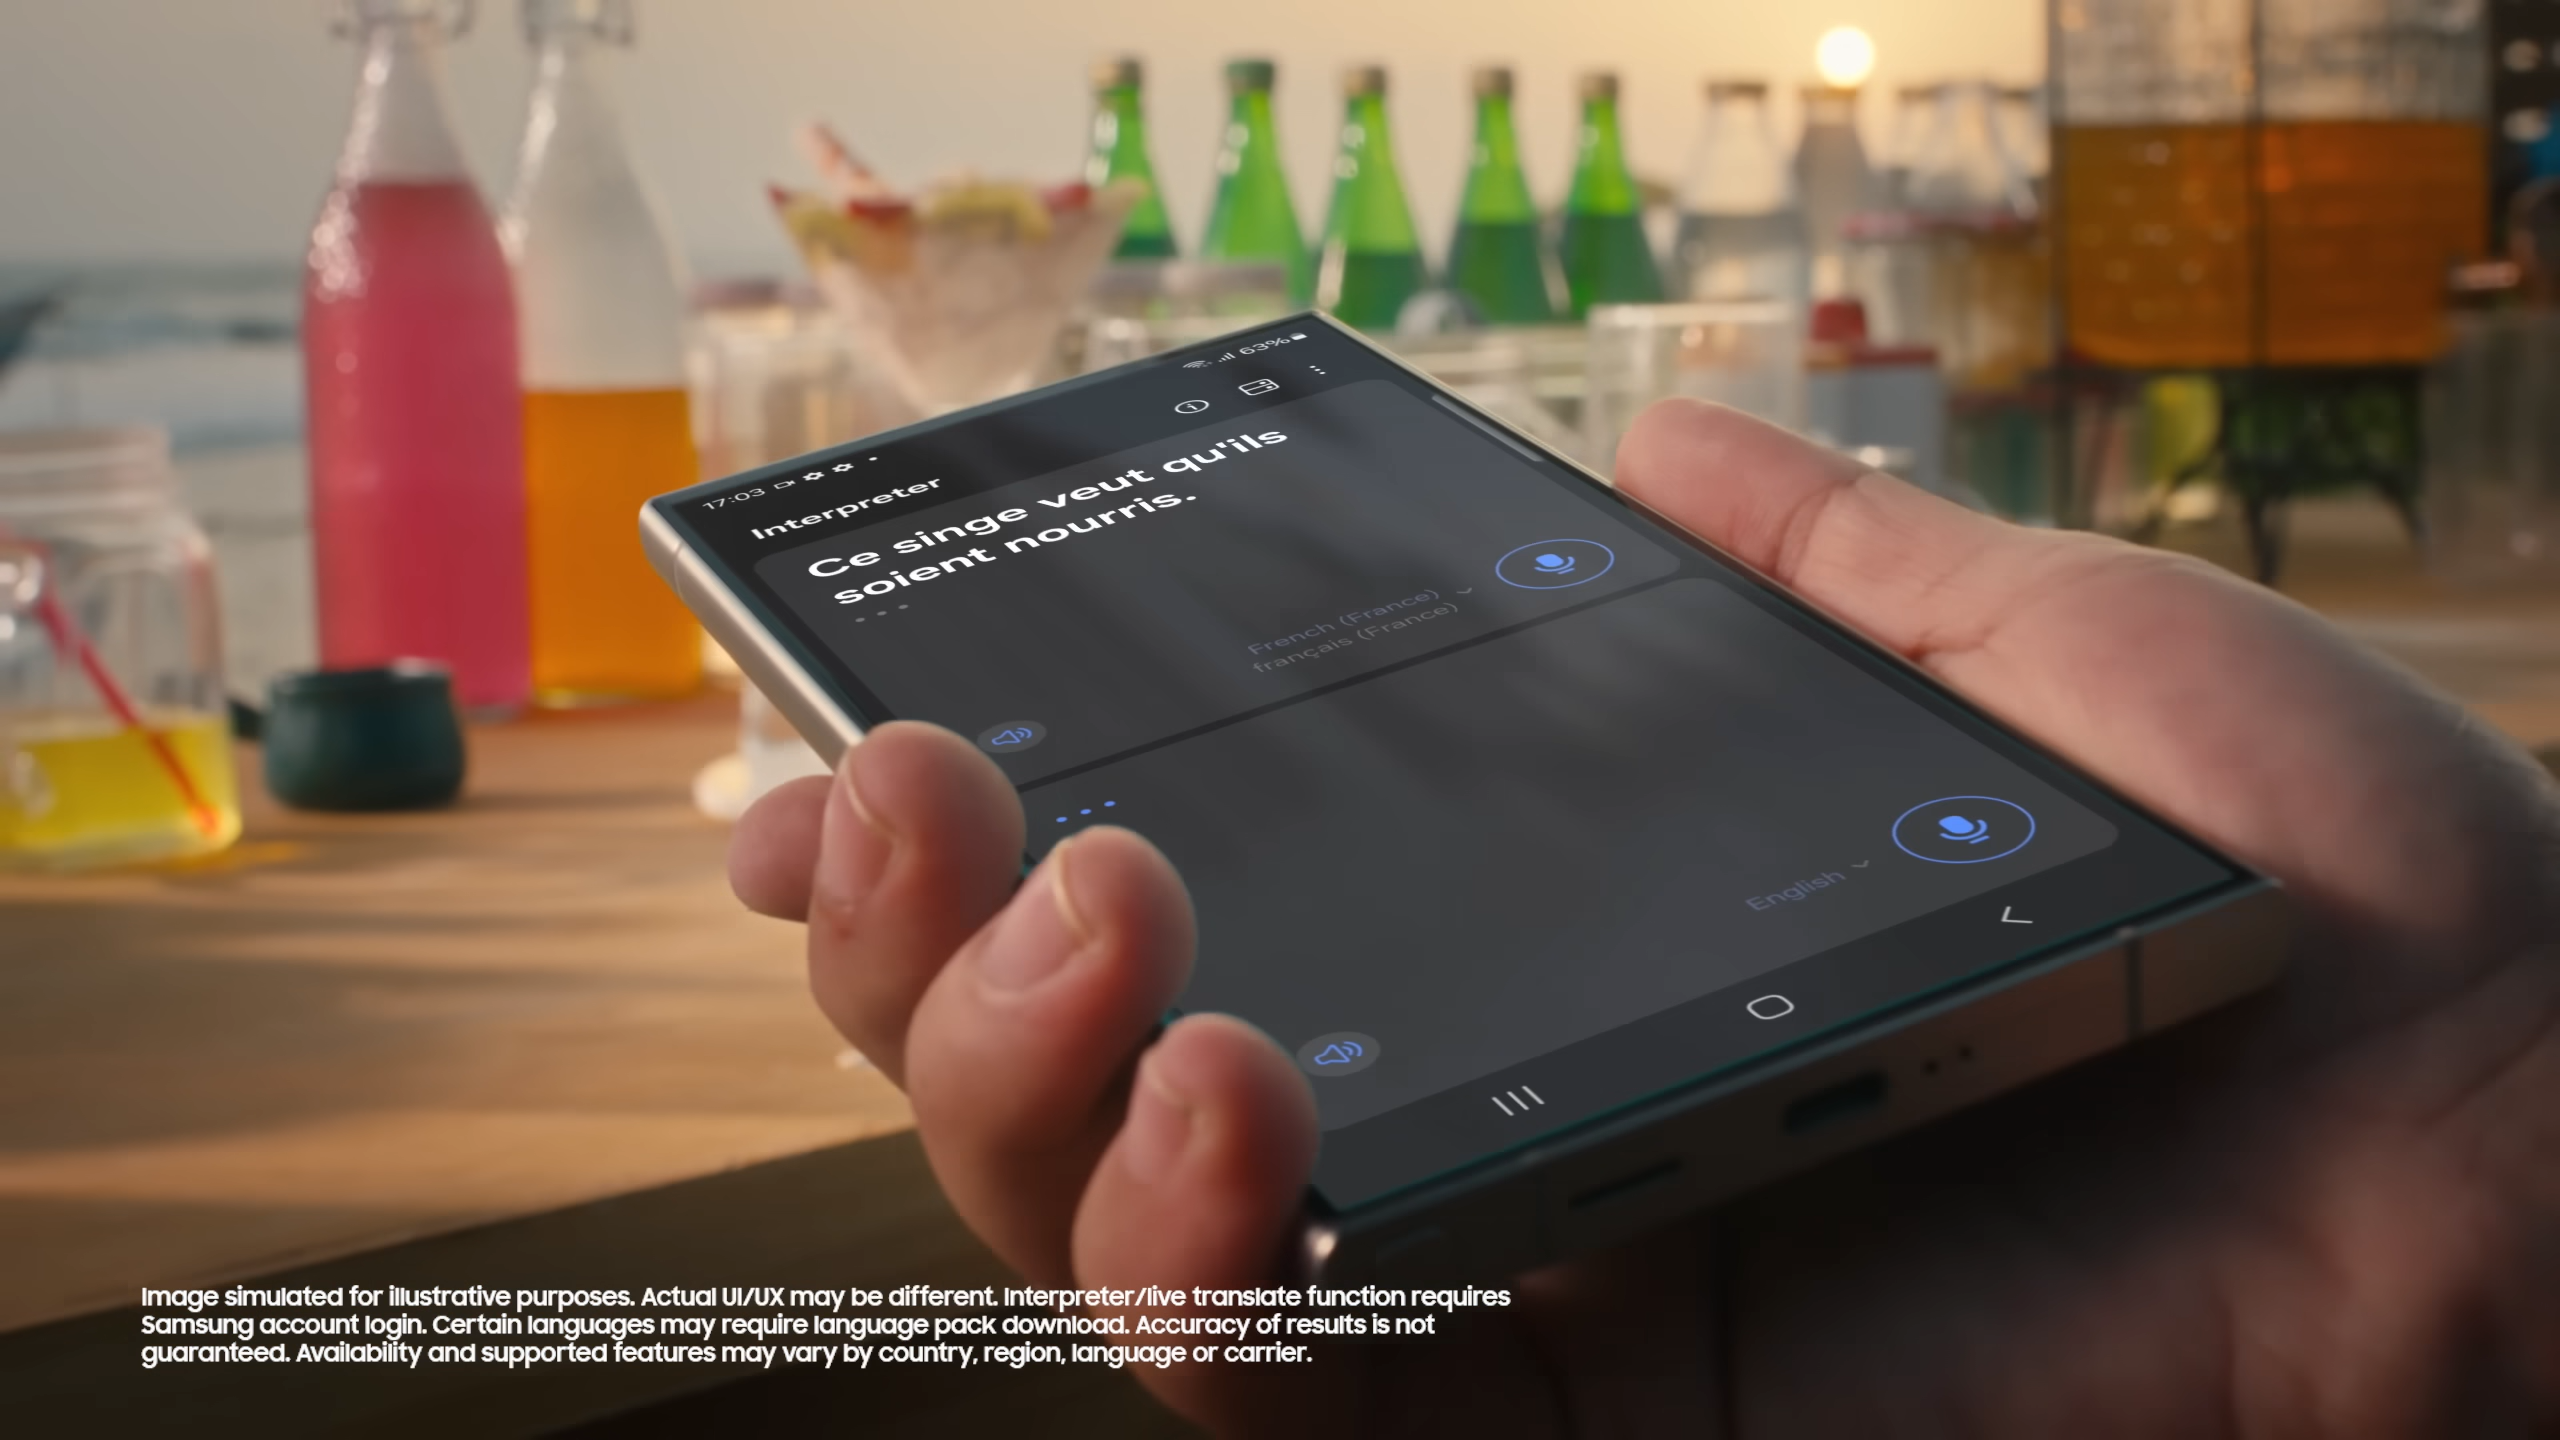 17:03
63%
Interpreter
Ce singe veut qu'ils
soient nourris.
French (France)
français (France)
English
Image simulated for illustrative purposes. Actual UI/UX may be different. Interpreter/live translate function requires
Samsung account login. Certain languages may require language pack download. Accuracy of results is not
guaranteed. Availability and supported features may vary by country, region, language or carrier.